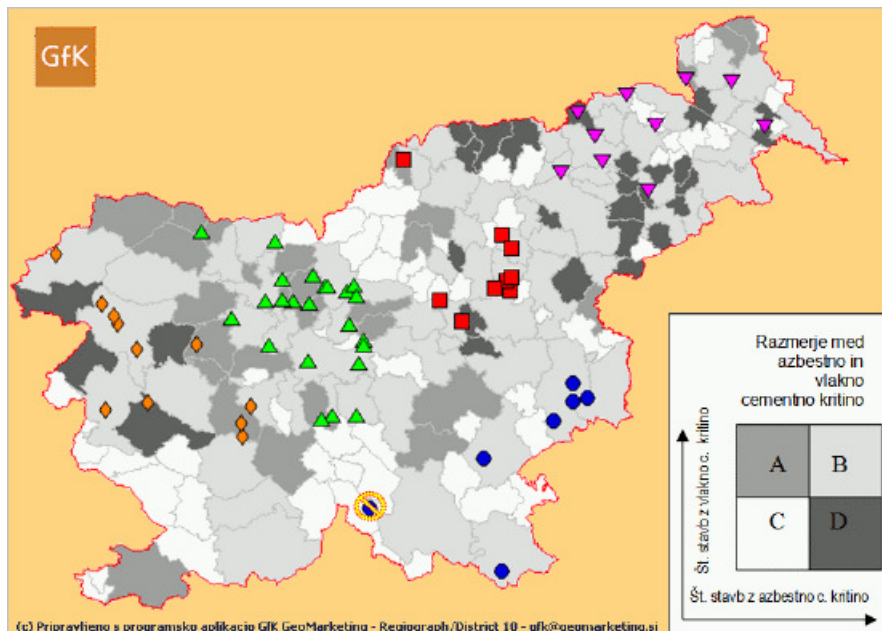 GfK
Razmerje med
azbestno in
vlakno
cementno kritino
Št. stavb z vlakno c. kritino
A B
C D
Št. stavb z azbestno c. kritino
(c) Pripravljeno s programsko aplikacijo GfK GeoMarketing - Regiograph/District 10 - gfk@geomarketing.si